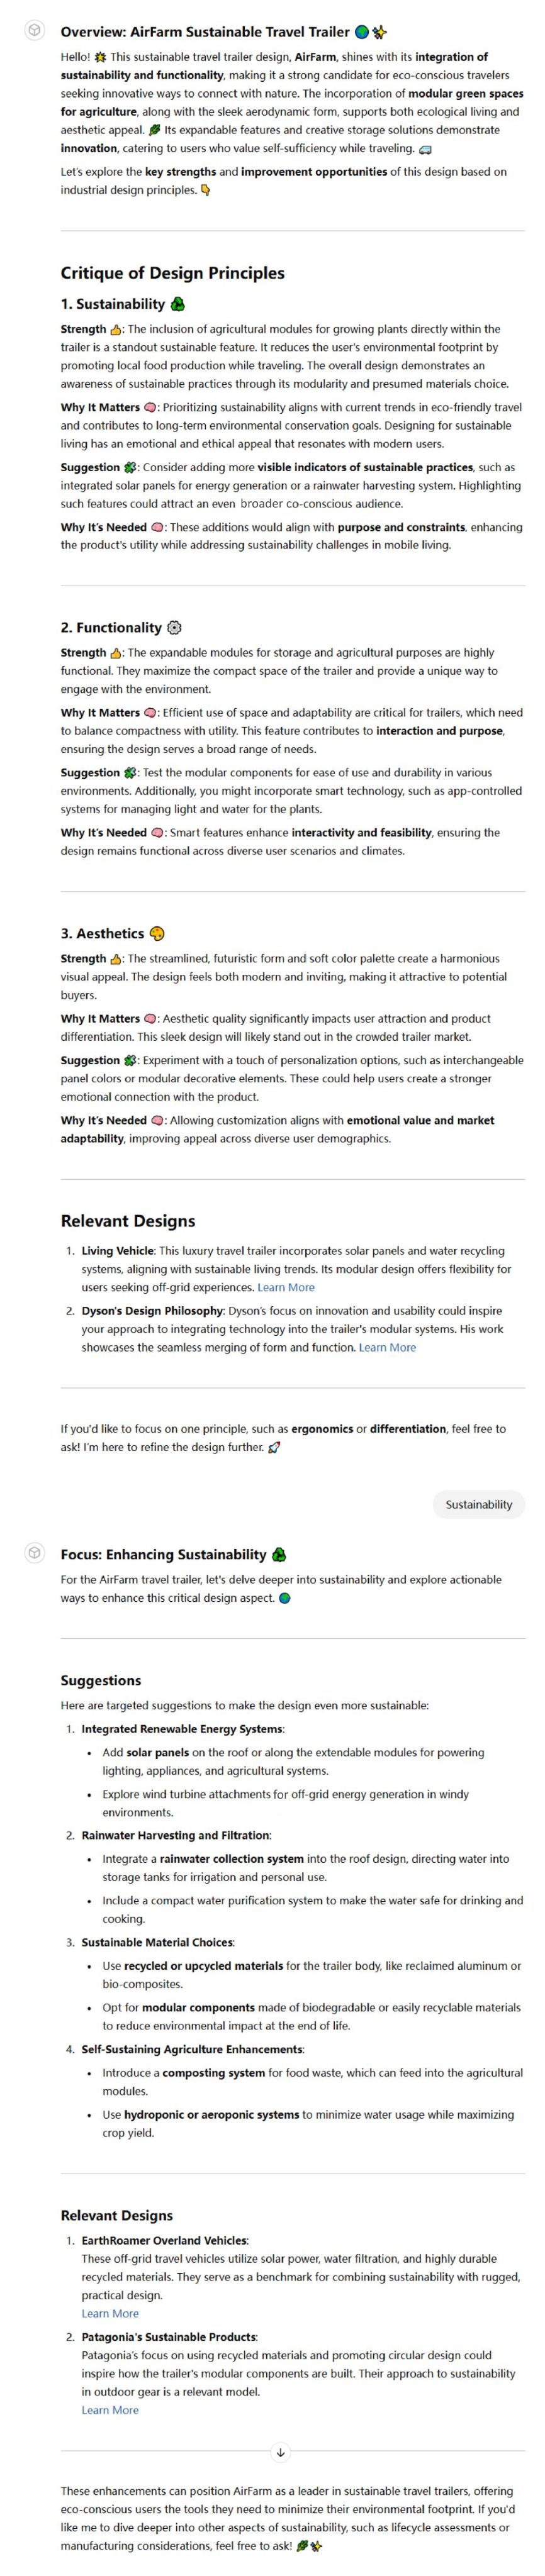 Overview: AirFarm Sustainable Travel Trailer 🌍✨
Hello! 🌟 This sustainable travel trailer design, AirFarm, shines with its integration of
sustainability and functionality, making it a strong candidate for eco-conscious travelers
seeking innovative ways to connect with nature. The incorporation of modular green spaces
for agriculture, along with the sleek aerodynamic form, supports both ecological living and
aesthetic appeal. 🌿 Its expandable features and creative storage solutions demonstrate
innovation, catering to users who value self-sufficiency while traveling. 🚐
Let's explore the key strengths and improvement opportunities of this design based on
industrial design principles. 👇
Critique of Design Principles
1. Sustainability ♻️
Strength 👍: The inclusion of agricultural modules for growing plants directly within the
trailer is a standout sustainable feature. It reduces the user's environmental footprint by
promoting local food production while traveling. The overall design demonstrates an
awareness of sustainable practices through its modularity and presumed materials choice.
Why It Matters 🧠: Prioritizing sustainability aligns with current trends in eco-friendly travel
and contributes to long-term environmental conservation goals. Designing for sustainable
living has an emotional and ethical appeal that resonates with modern users.
Suggestion 🧩: Consider adding more visible indicators of sustainable practices, such as
integrated solar panels for energy generation or a rainwater harvesting system. Highlighting
such features could attract an even broader co-conscious audience.
Why It's Needed 🧠: These additions would align with purpose and constraints, enhancing
the product's utility while addressing sustainability challenges in mobile living.
2. Functionality ⚙️
Strength 👍: The expandable modules for storage and agricultural purposes are highly
functional. They maximize the compact space of the trailer and provide a unique way to
engage with the environment.
Why It Matters 🧠: Efficient use of space and adaptability are critical for trailers, which need
to balance compactness with utility. This feature contributes to interaction and purpose,
ensuring the design serves a broad range of needs.
Suggestion 🧩: Test the modular components for ease of use and durability in various
environments. Additionally, you might incorporate smart technology, such as app-controlled
systems for managing light and water for the plants.
Why It's Needed 🧠: Smart features enhance interactivity and feasibility, ensuring the
design remains functional across diverse user scenarios and climates.
3. Aesthetics 🎨
Strength 👍: The streamlined, futuristic form and soft color palette create a harmonious
visual appeal. The design feels both modern and inviting, making it attractive to potential
buyers.
Why It Matters 🧠: Aesthetic quality significantly impacts user attraction and product
differentiation. This sleek design will likely stand out in the crowded trailer market.
Suggestion 🧩: Experiment with a touch of personalization options, such as interchangeable
panel colors or modular decorative elements. These could help users create a stronger
emotional connection with the product.
Why It's Needed 🧠: Allowing customization aligns with emotional value and market
adaptability, improving appeal across diverse user demographics.
Relevant Designs
1. Living Vehicle: This luxury travel trailer incorporates solar panels and water recycling
systems, aligning with sustainable living trends. Its modular design offers flexibility for
users seeking off-grid experiences. Learn More
2. Dyson's Design Philosophy: Dyson's focus on innovation and usability could inspire
your approach to integrating technology into the trailer's modular systems. His work
showcases the seamless merging of form and function. Learn More
If you'd like to focus on one principle, such as ergonomics or differentiation, feel free to
ask! I'm here to refine the design further. 🚀
Sustainability
Focus: Enhancing Sustainability ♻️
For the AirFarm travel trailer, let's delve deeper into sustainability and explore actionable
ways to enhance this critical design aspect. 🌍
Suggestions
Here are targeted suggestions to make the design even more sustainable:
1. Integrated Renewable Energy Systems:
• Add solar panels on the roof or along the extendable modules for powering
lighting, appliances, and agricultural systems.
• Explore wind turbine attachments for off-grid energy generation in windy
environments.
2. Rainwater Harvesting and Filtration:
• Integrate a rainwater collection system into the roof design, directing water into
storage tanks for irrigation and personal use.
• Include a compact water purification system to make the water safe for drinking and
cooking.
3. Sustainable Material Choices:
• Use recycled or upcycled materials for the trailer body, like reclaimed aluminum or
bio-composites.
• Opt for modular components made of biodegradable or easily recyclable materials
to reduce environmental impact at the end of life.
4. Self-Sustaining Agriculture Enhancements:
• Introduce a composting system for food waste, which can feed into the agricultural
modules.
• Use hydroponic or aeroponic systems to minimize water usage while maximizing
crop yield.
Relevant Designs
1. EarthRoamer Overland Vehicles:
These off-grid travel vehicles utilize solar power, water filtration, and highly durable
recycled materials. They serve as a benchmark for combining sustainability with rugged,
practical design.
Learn More
2. Patagonia's Sustainable Products:
Patagonia's focus on using recycled materials and promoting circular design could
inspire how the trailer's modular components are built. Their approach to sustainability
in outdoor gear is a relevant model.
Learn More
These enhancements can position AirFarm as a leader in sustainable travel trailers, offering
eco-conscious users the tools they need to minimize their environmental footprint. If you'd
like me to dive deeper into other aspects of sustainability, such as lifecycle assessments or
manufacturing considerations, feel free to ask! 🌿✨